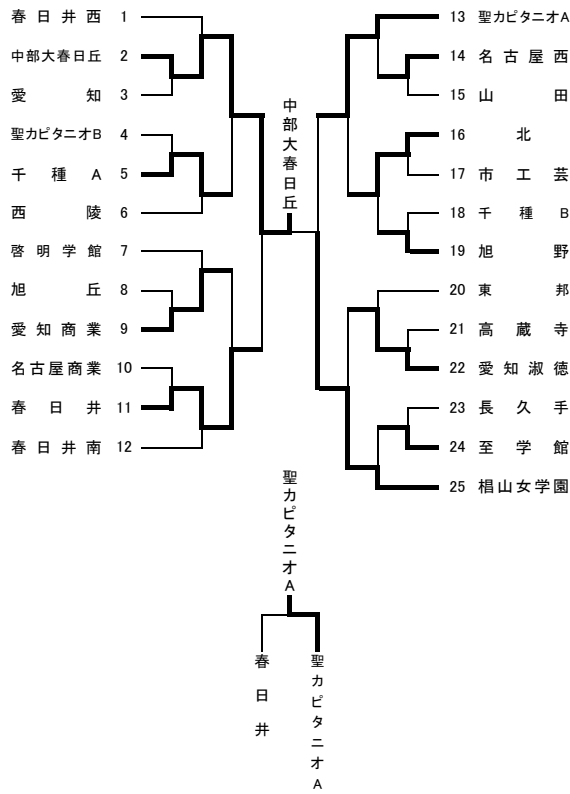 春日井西 1
中部大春日丘 2
愛知 3
聖カピタニオB 4
千種A 5
西陵 6
啓明学館 7
旭丘 8
愛知商業 9
名古屋商業 10
春日井 11
春日井南 12
中部大春日丘
13 聖カピタニオA
14 名古屋西
15 山田
16 北
17 市工芸
18 千種B
19 旭野
20 東邦
21 高蔵寺
22 愛知淑徳
23 長久手
24 至学館
25 椙山女学園
聖カピタニオA
春日井
聖カピタニオA